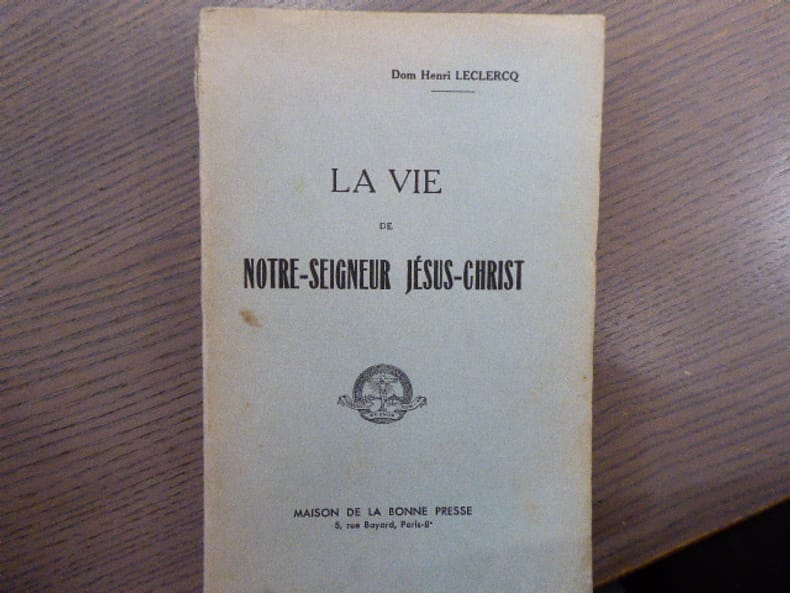 Dom Henri LECLERCQ
LA VIE
DE
NOTRE-SEIGNEUR JÉSUS-CHRIST
MAISON DE LA BONNE PRESSE
5, rue Bayard, Paris-8ᵉ